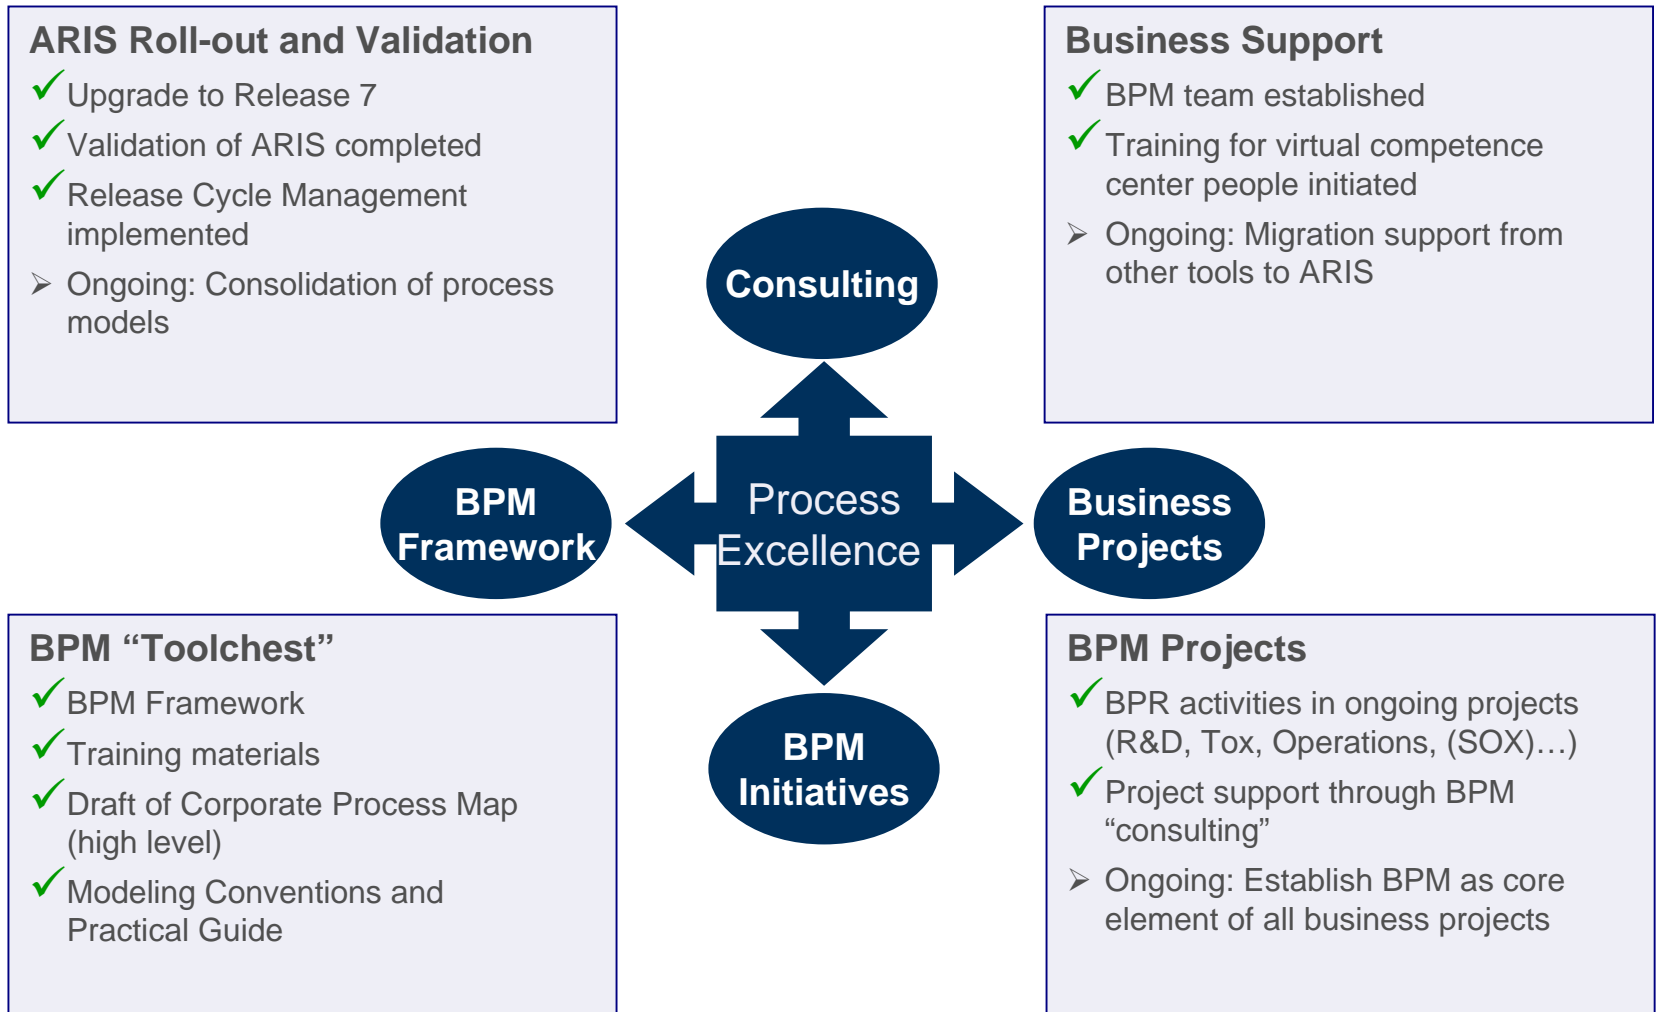 ARIS Roll-out and Validation
✓ Upgrade to Release 7
✓ Validation of ARIS completed
✓ Release Cycle Management
implemented
➢ Ongoing: Consolidation of process
models
Business Support
✓ BPM team established
✓ Training for virtual competence
center people initiated
➢ Ongoing: Migration support from
other tools to ARIS
Consulting
BPM
Framework
Process
Excellence
Business
Projects
BPM
Initiatives
BPM “Toolchest”
✓ BPM Framework
✓ Training materials
✓ Draft of Corporate Process Map
(high level)
✓ Modeling Conventions and
Practical Guide
BPM Projects
✓ BPR activities in ongoing projects
(R&D, Tox, Operations, (SOX)…)
✓ Project support through BPM
“consulting”
➢ Ongoing: Establish BPM as core
element of all business projects